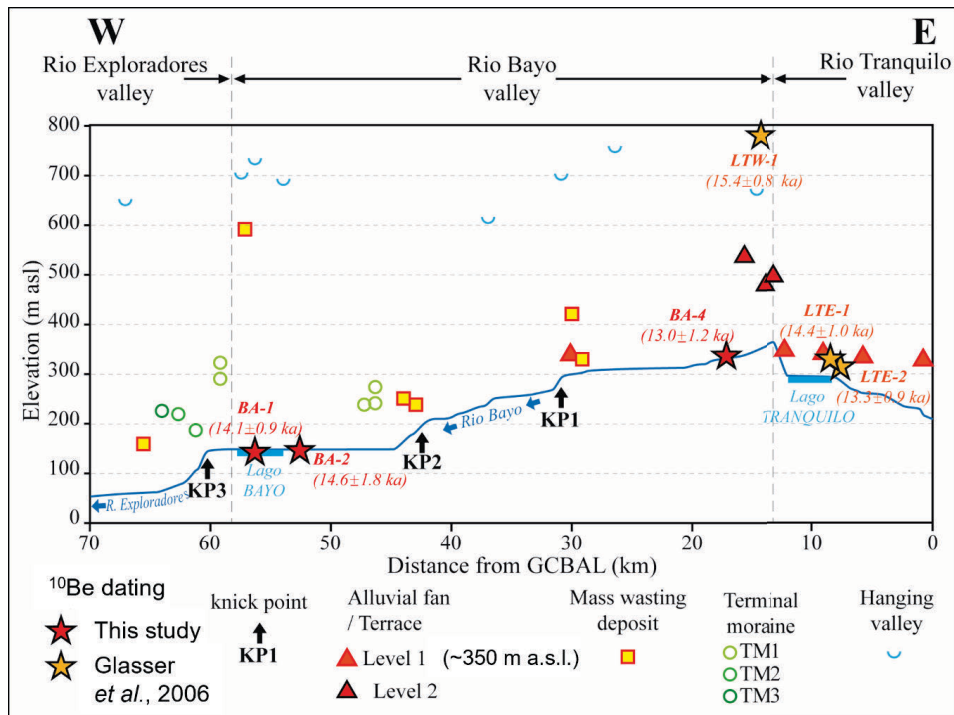 W
E
Rio Exploradores
valley
Rio Bayo
valley
Rio Tranquilo
valley
800
700
600
500
400
300
200
100
0
Elevation (m asl)
LTW-1
(15.4±0.8 ka)
BA-4
(13.0±1.2 ka)
LTE-1
(14.4±1.0 ka)
LTE-2
(13.3±0.9 ka)
Lago
TRANQUILO
BA-1
(14.1±0.9 ka)
BA-2
(14.6±1.8 ka)
Lago
BAYO
KP1
KP2
KP3
Rio Bayo
R. Exploradores
70
60
50
40
30
20
10
0
Distance from GCBAL (km)
10Be dating
This study
Glasser
et al., 2006
knick point
KP1
Alluvial fan
/ Terrace
Level 1 (~350 m a.s.l.)
Level 2
Mass wasting
deposit
Terminal
moraine
TM1
TM2
TM3
Hanging
valley